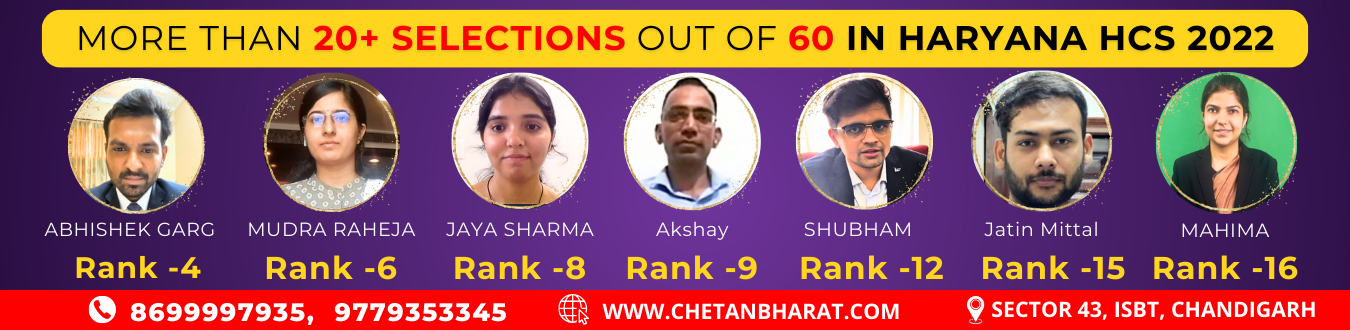 MORE THAN 20+ SELECTIONS OUT OF 60 IN HARYANA HCS 2022
ABHISHEK GARG MUDRA RAHEJA JAYA SHARMA Akshay SHUBHAM Jatin Mittal MAHIMA
Rank -4 Rank -6 Rank -8 Rank -9 Rank -12 Rank -15 Rank -16
8699997935, 9779353345 WWW.CHETANBHARAT.COM SECTOR 43, ISBT, CHANDIGARH